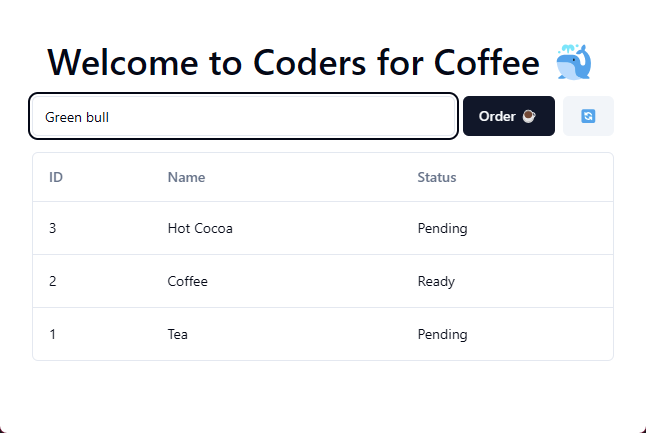 Welcome to Coders for Coffee 🐳
Green bull
Order ☕
🔄
ID Name Status
3 Hot Cocoa Pending
2 Coffee Ready
1 Tea Pending